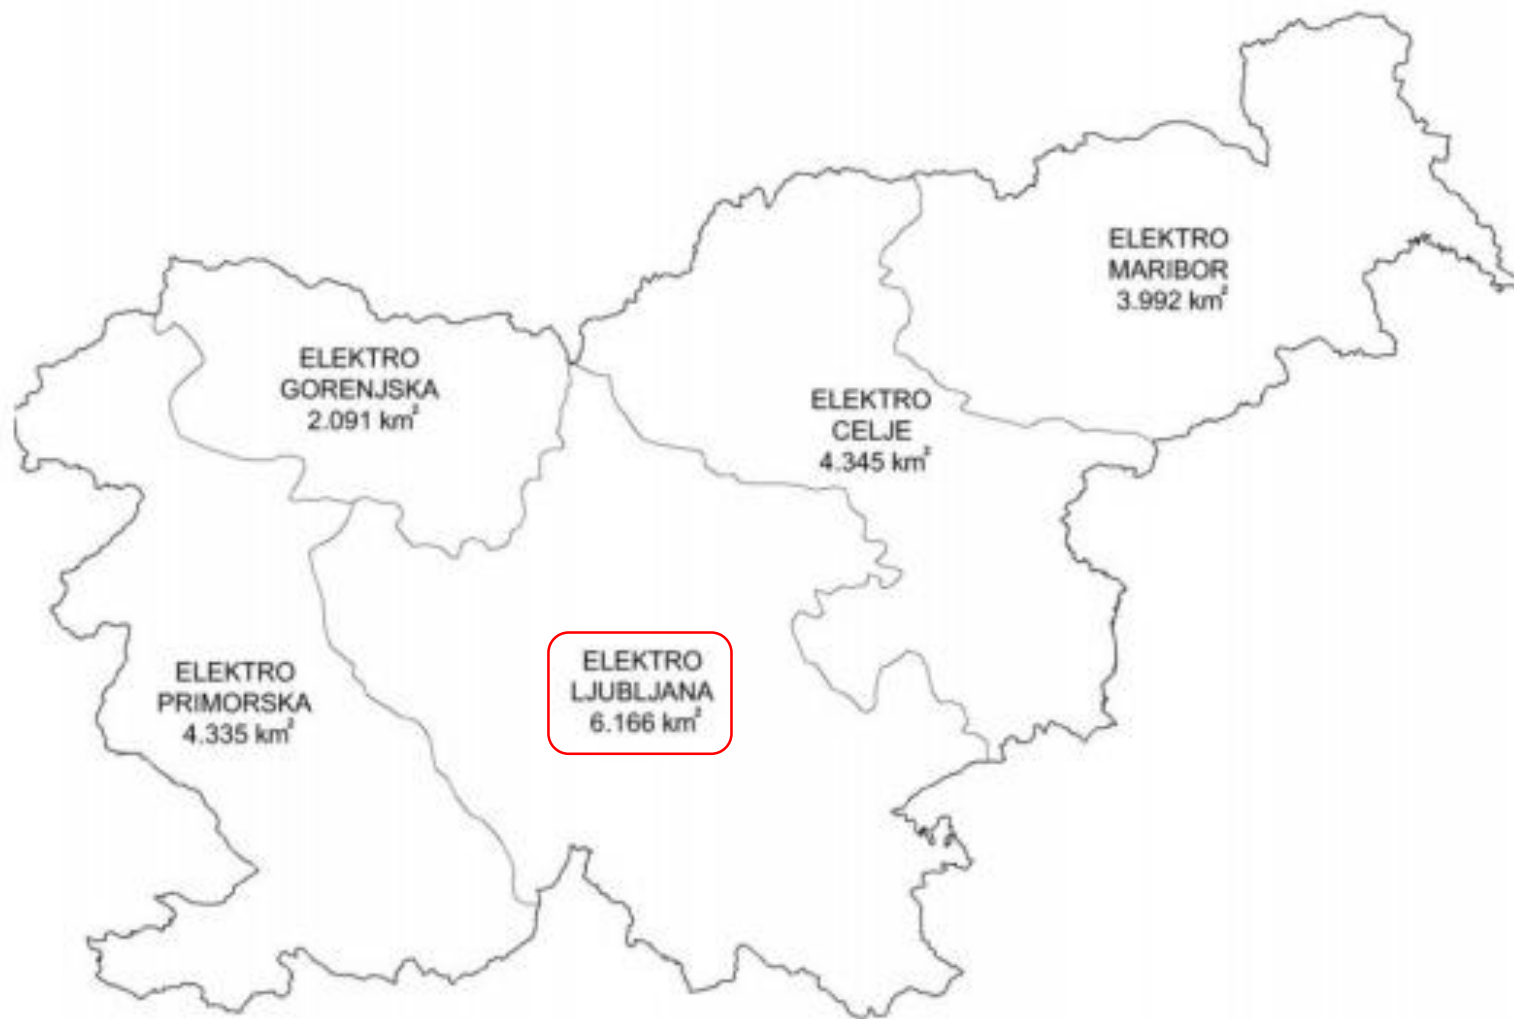 ELEKTRO
MARIBOR
3.992 km²
ELEKTRO
GORENJSKA
2.091 km²
ELEKTRO
CELJE
4.345 km²
ELEKTRO
LJUBLJANA
6.166 km²
ELEKTRO
PRIMORSKA
4.335 km²